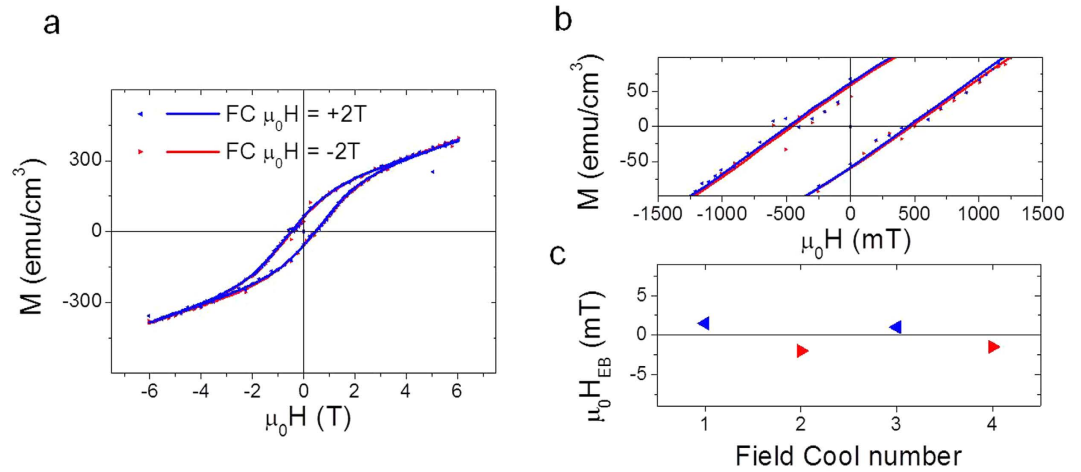 a
FC μ₀H = +2T
FC μ₀H = -2T
300
0
-300
M (emu/cm³)
-6 -4 -2 0 2 4 6
μ₀H (T)
b
50
0
-50
M (emu/cm³)
-1500 -1000 -500 0 500 1000 1500
μ₀H (mT)
c
5
0
-5
μ₀H_EB (mT)
1 2 3 4
Field Cool number